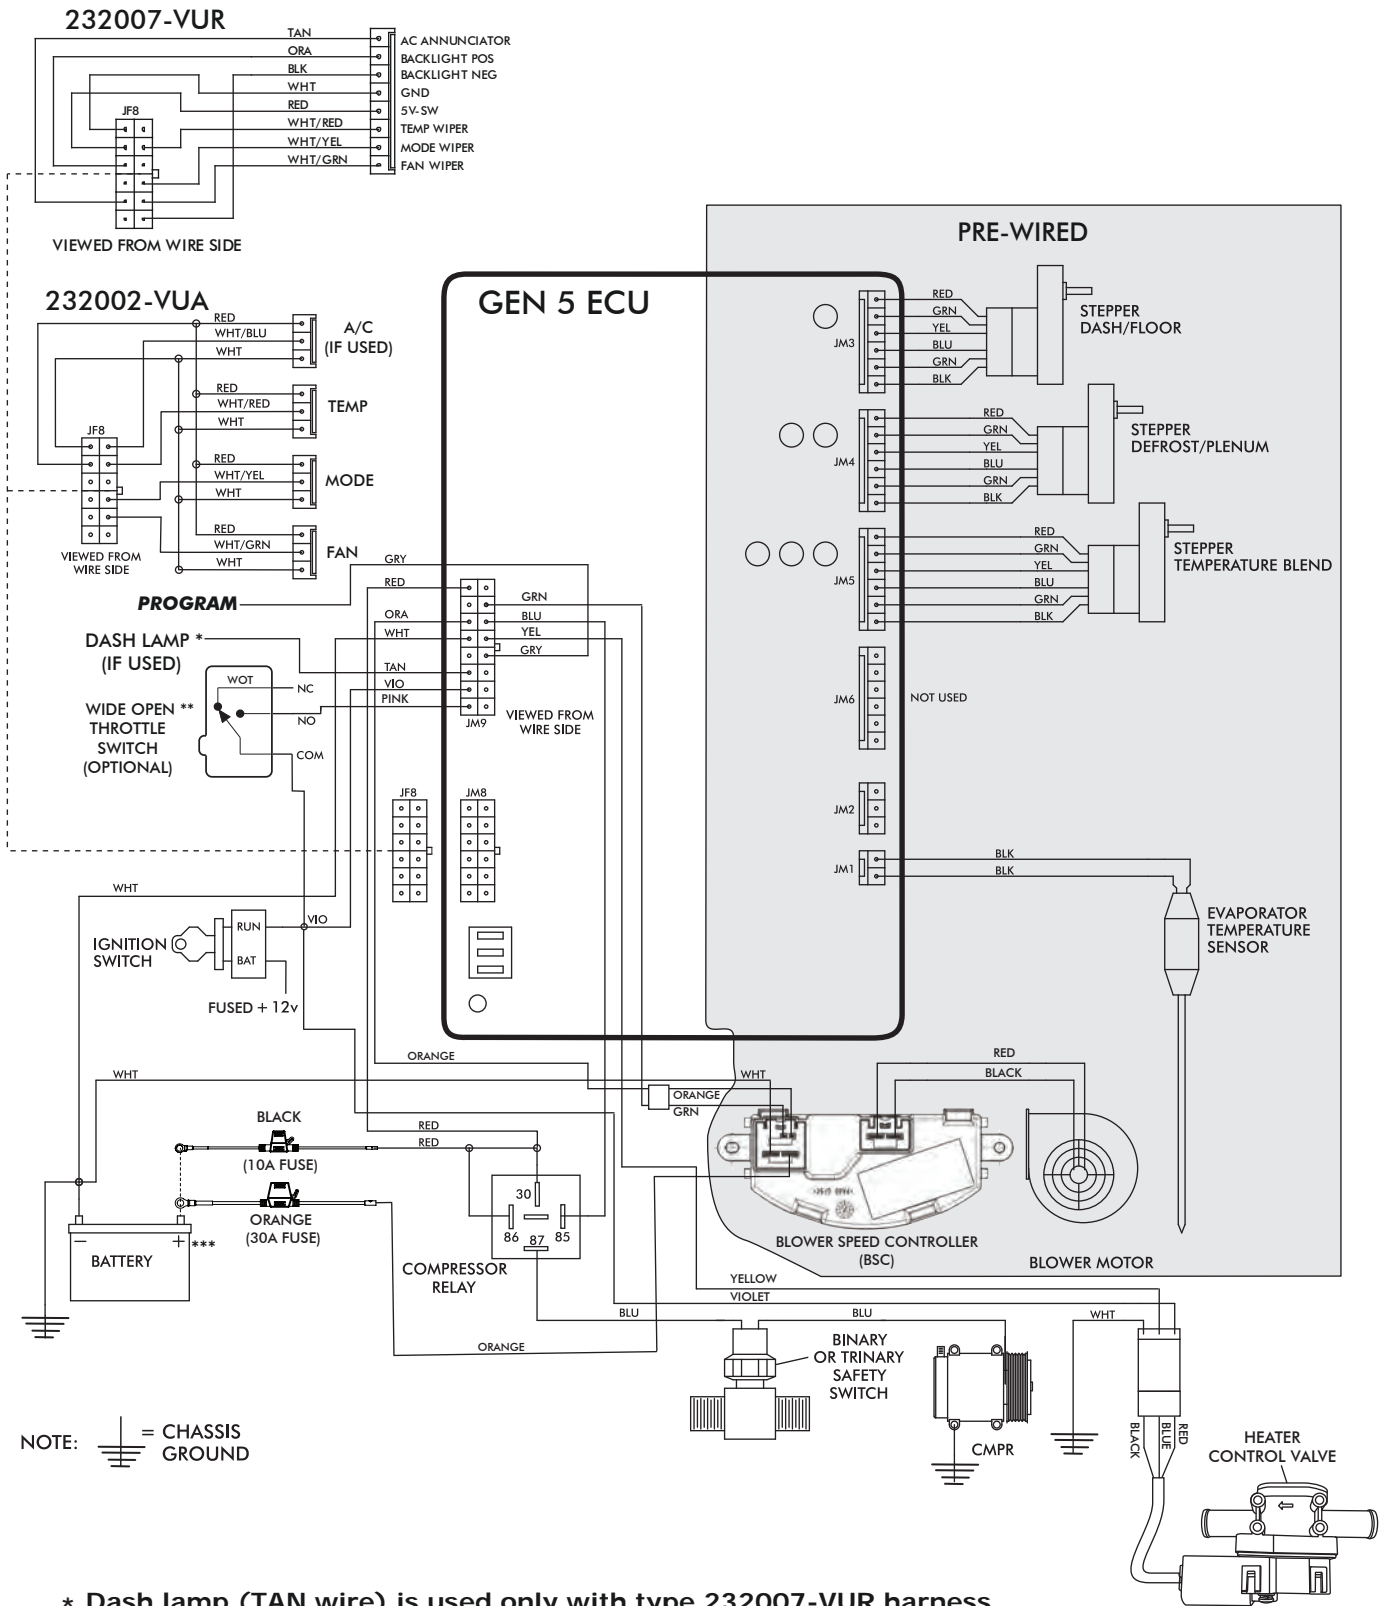 232007-VUR
TAN
ORA
BLK
WHT
RED
WHT/RED
WHT/YEL
WHT/GRN
AC ANNUNCIATOR
BACKLIGHT POS
BACKLIGHT NEG
GND
5V-SW
TEMP WIPER
MODE WIPER
FAN WIPER
JF8
VIEWED FROM WIRE SIDE
232002-VUA
RED
WHT/BLU
WHT
A/C
(IF USED)
RED
WHT/RED
WHT
TEMP
RED
WHT/YEL
WHT
MODE
RED
WHT/GRN
WHT
FAN
JF8
VIEWED FROM
WIRE SIDE
GEN 5 ECU
PRE-WIRED
JM3
RED
GRN
YEL
BLU
GRN
BLK
STEPPER
DASH/FLOOR
JM4
RED
GRN
YEL
BLU
GRN
BLK
STEPPER
DEFROST/PLENUM
JM5
RED
GRN
YEL
BLU
GRN
BLK
STEPPER
TEMPERATURE BLEND
JM6
NOT USED
JM2
JM1
BLK
BLK
EVAPORATOR
TEMPERATURE
SENSOR
PROGRAM
GRY
RED
ORA
WHT
TAN
VIO
PINK
GRN
BLU
YEL
GRY
JM9
VIEWED FROM
WIRE SIDE
DASH LAMP *
(IF USED)
WIDE OPEN **
THROTTLE
SWITCH
(OPTIONAL)
WOT
NC
NO
COM
JF8
JM8
WHT
IGNITION
SWITCH
RUN
BAT
VIO
FUSED + 12v
ORANGE
WHT
WHT
ORANGE
GRN
RED
BLACK
BLACK
(10A FUSE)
RED
RED
ORANGE
(30A FUSE)
BATTERY
− + ***
30
86 87 85
COMPRESSOR
RELAY
BLOWER SPEED CONTROLLER
(BSC)
BLOWER MOTOR
YELLOW
VIOLET
BLU
BLU
WHT
ORANGE
BINARY
OR TRINARY
SAFETY
SWITCH
CMPR
BLACK
BLUE
RED
HEATER
CONTROL VALVE
NOTE:
= CHASSIS
GROUND
* Dash lamp (TAN wire) is used only with type 232007-VUR harness